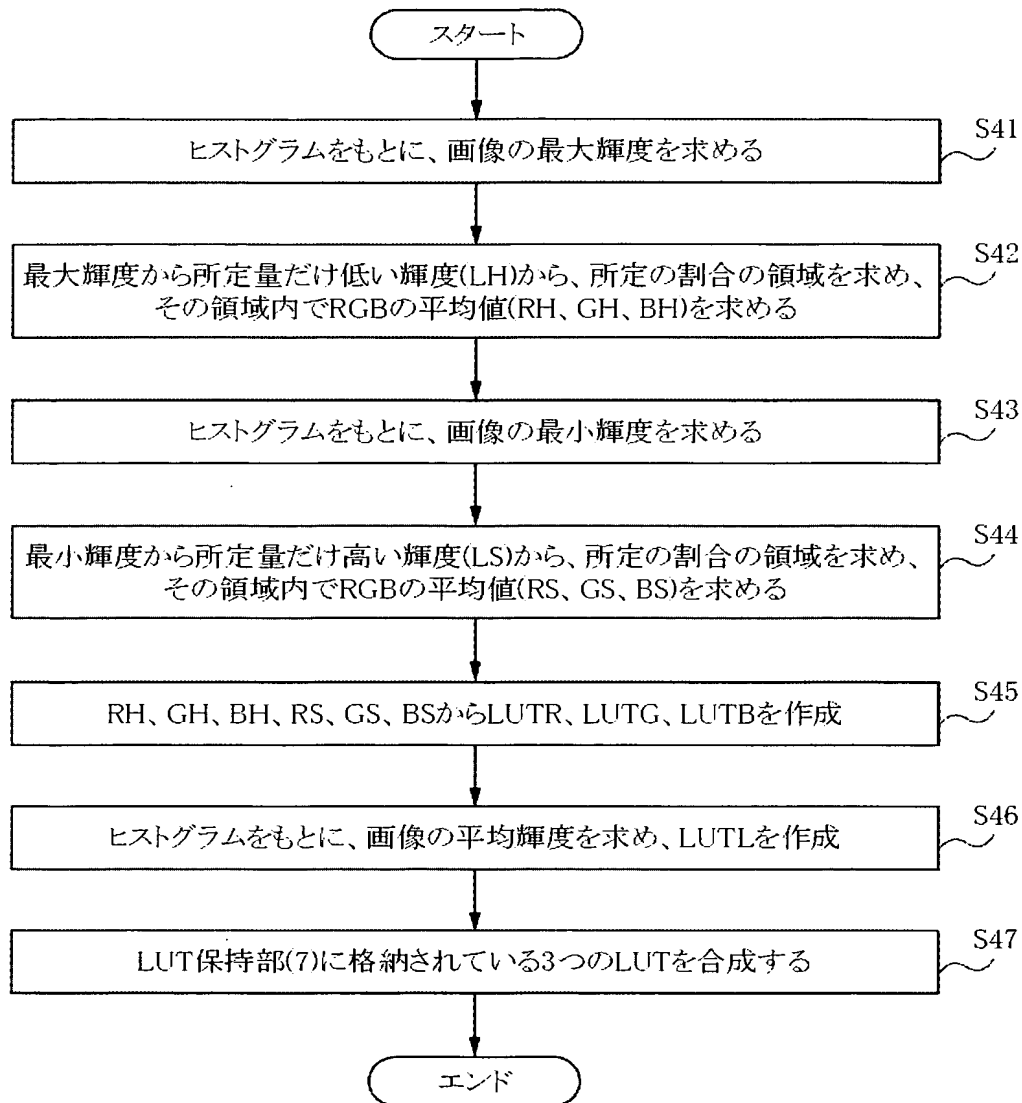 スタート
S41
ヒストグラムをもとに、画像の最大輝度を求める
S42
最大輝度から所定量だけ低い輝度(LH)から、所定の割合の領域を求め、
その領域内でRGBの平均値(RH、GH、BH)を求める
S43
ヒストグラムをもとに、画像の最小輝度を求める
S44
最小輝度から所定量だけ高い輝度(LS)から、所定の割合の領域を求め、
その領域内でRGBの平均値(RS、GS、BS)を求める
S45
RH、GH、BH、RS、GS、BSからLUTR、LUTG、LUTBを作成
S46
ヒストグラムをもとに、画像の平均輝度を求め、LUTLを作成
S47
LUT保持部(7)に格納されている3つのLUTを合成する
エンド